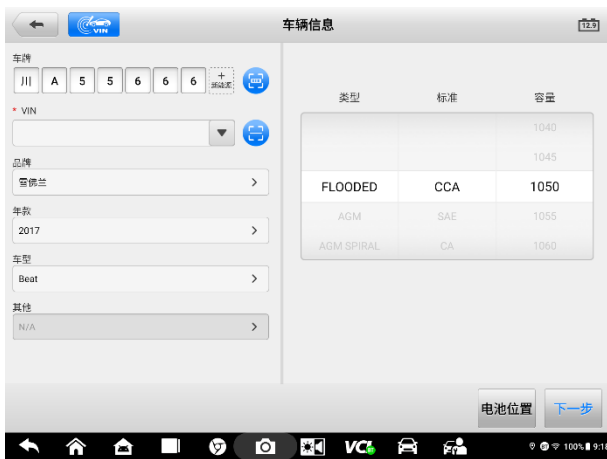 VIN
车辆信息
12.9
车牌
川 A 5 5 6 6 6 6 + 新能源
* VIN
品牌
雪佛兰
年款
2017
车型
Beat
其他
N/A
类型 标准 容量
1040
1045
FLOODED CCA 1050
AGM SAE 1055
AGM SPIRAL CA 1060
电池位置 下一步
VCI 100% 9:18